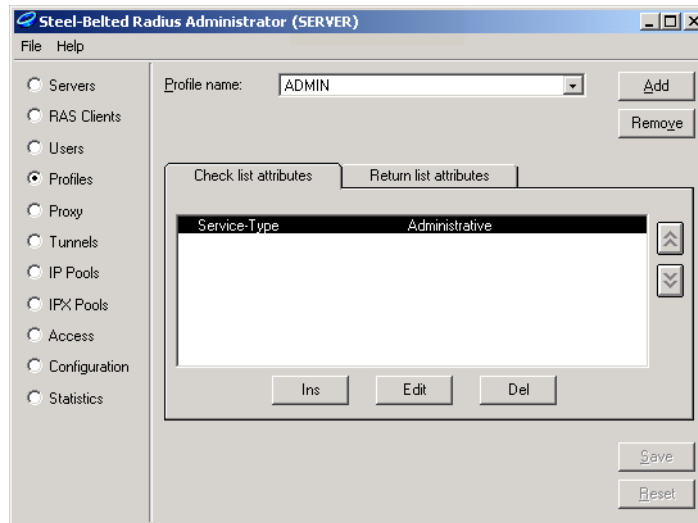 Steel-Belted Radius Administrator (SERVER)
File Help
Servers
RAS Clients
Users
Profiles
Proxy
Tunnels
IP Pools
IPX Pools
Access
Configuration
Statistics
Profile name: ADMIN
Add
Remove
Check list attributes Return list attributes
Service-Type Administrative
Ins Edit Del
Save
Reset